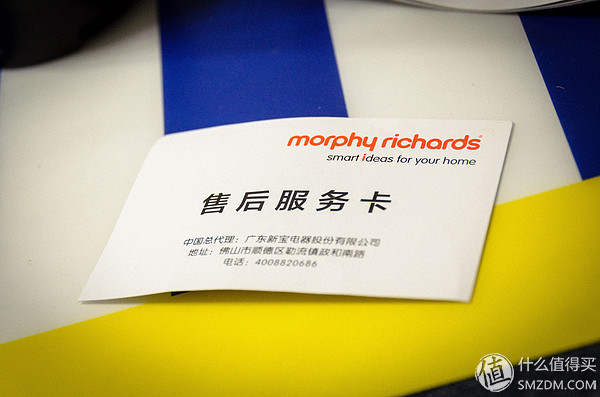 morphy richards
smart ideas for your home
售后服务卡
中国总代理：广东新宝电器股份有限公司
地址：佛山市顺德区勒流镇政和南路
电话：4008820686
值 什么值得买
SMZDM.COM